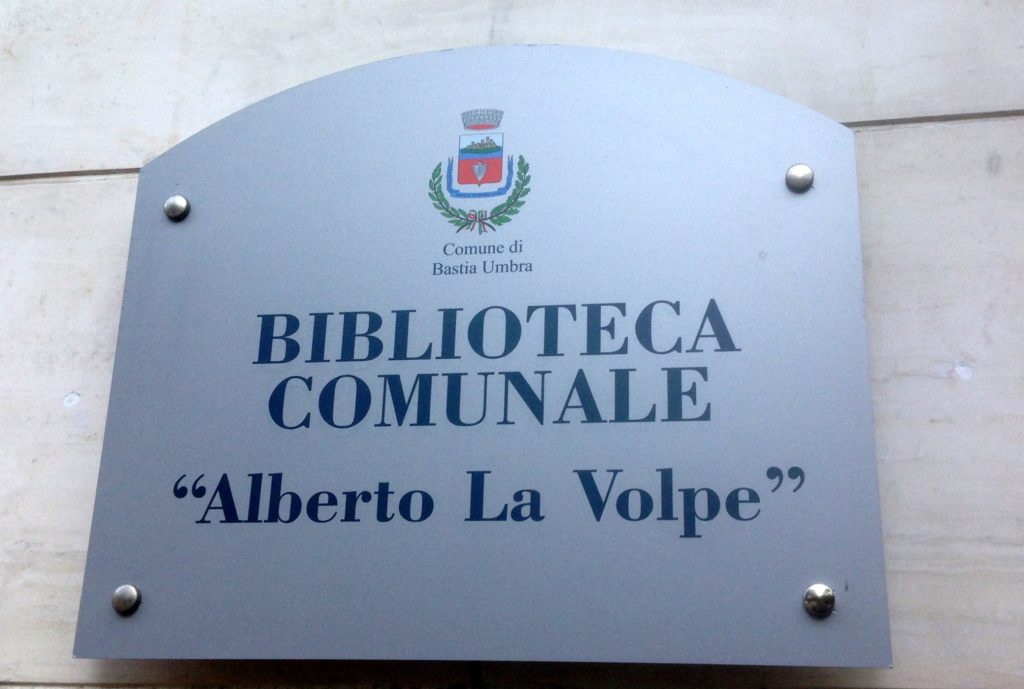 Comune di
Bastia Umbra
BIBLIOTECA
COMUNALE
“Alberto La Volpe”